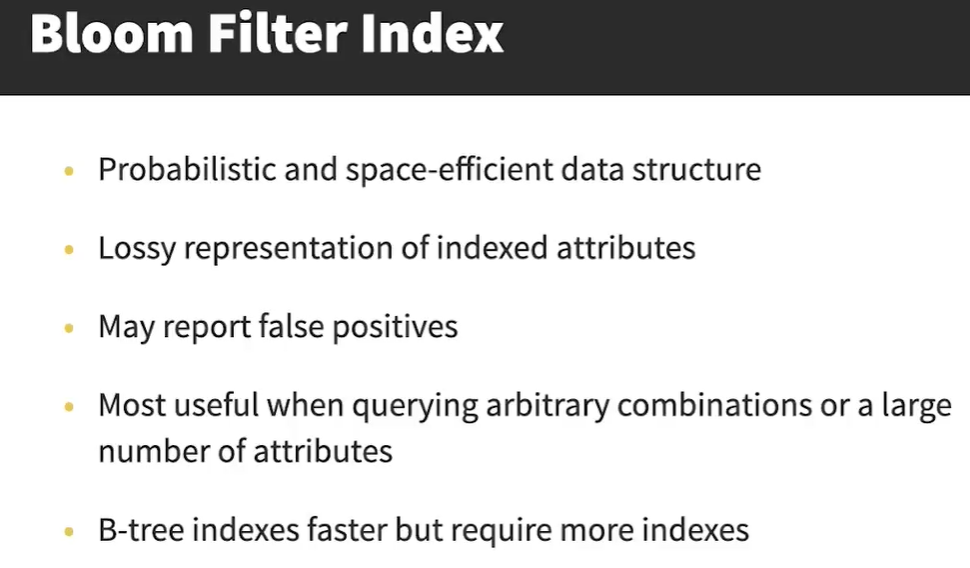 Bloom Filter Index
• Probabilistic and space-efficient data structure
• Lossy representation of indexed attributes
• May report false positives
• Most useful when querying arbitrary combinations or a large
number of attributes
• B-tree indexes faster but require more indexes